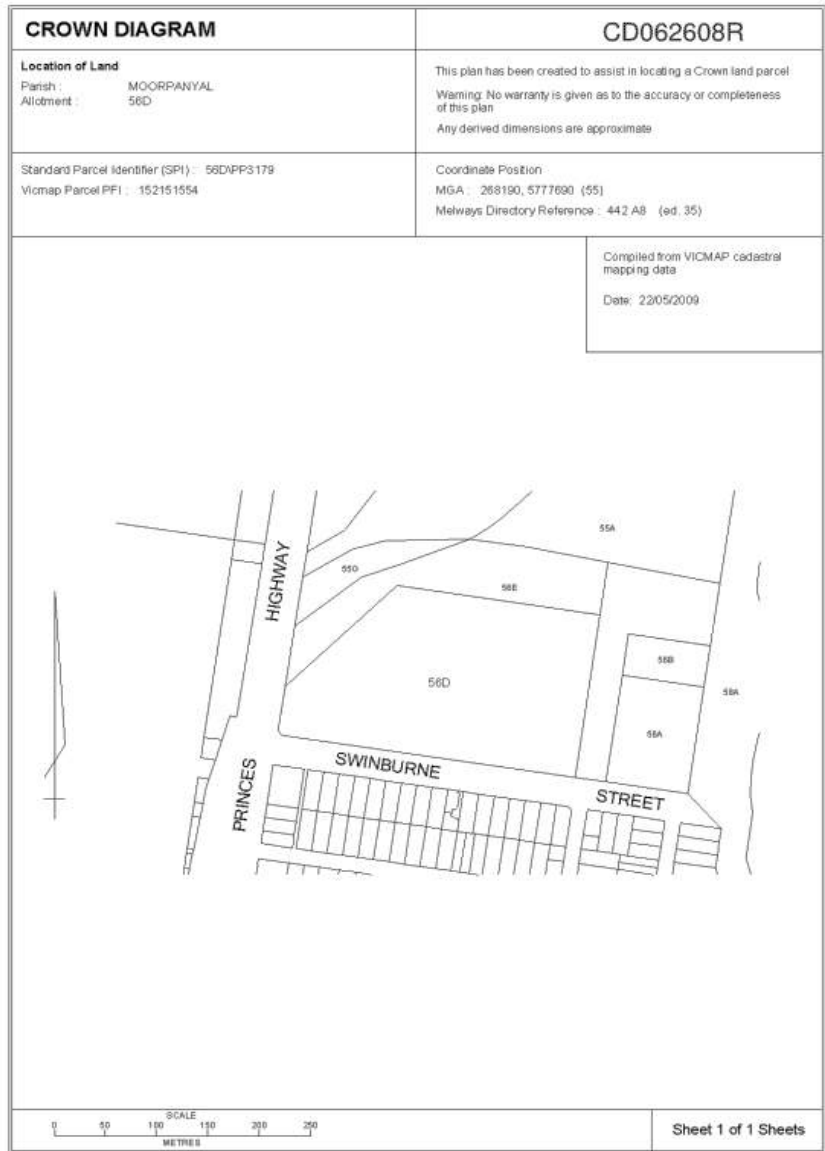 CROWN DIAGRAM
CD062608R
Location of Land
Parish : MOORPANYAL
Allotment : 56D
This plan has been created to assist in locating a Crown land parcel
Warning: No warranty is given as to the accuracy or completeness
of this plan
Any derived dimensions are approximate
Standard Parcel Identifier (SPI) : 56D\PP3179
Vicmap Parcel PFI : 152151554
Coordinate Position
MGA : 268190, 5777690 (55)
Melways Directory Reference : 442 A8 (ed. 35)
Compiled from VICMAP cadastral
mapping data
Date: 22/05/2009
55A
HIGHWAY
56E
56B
56D
56A
PRINCES
SWINBURNE
STREET
SCALE
0 50 100 150 200 250
METRES
Sheet 1 of 1 Sheets